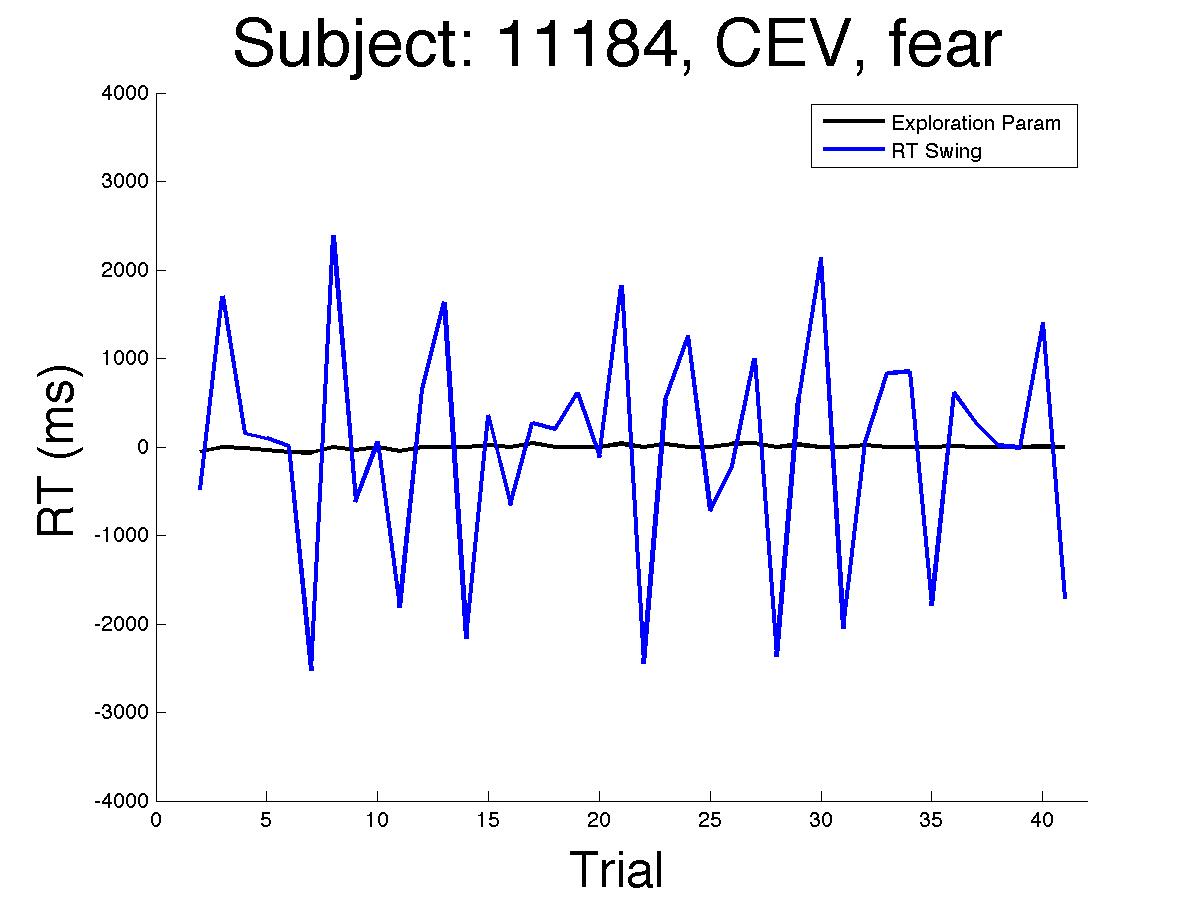 Subject: 11184, CEV, fear
4000
3000
2000
1000
0
-1000
-2000
-3000
-4000
RT (ms)
Exploration Param
RT Swing
0 5 10 15 20 25 30 35 40
Trial